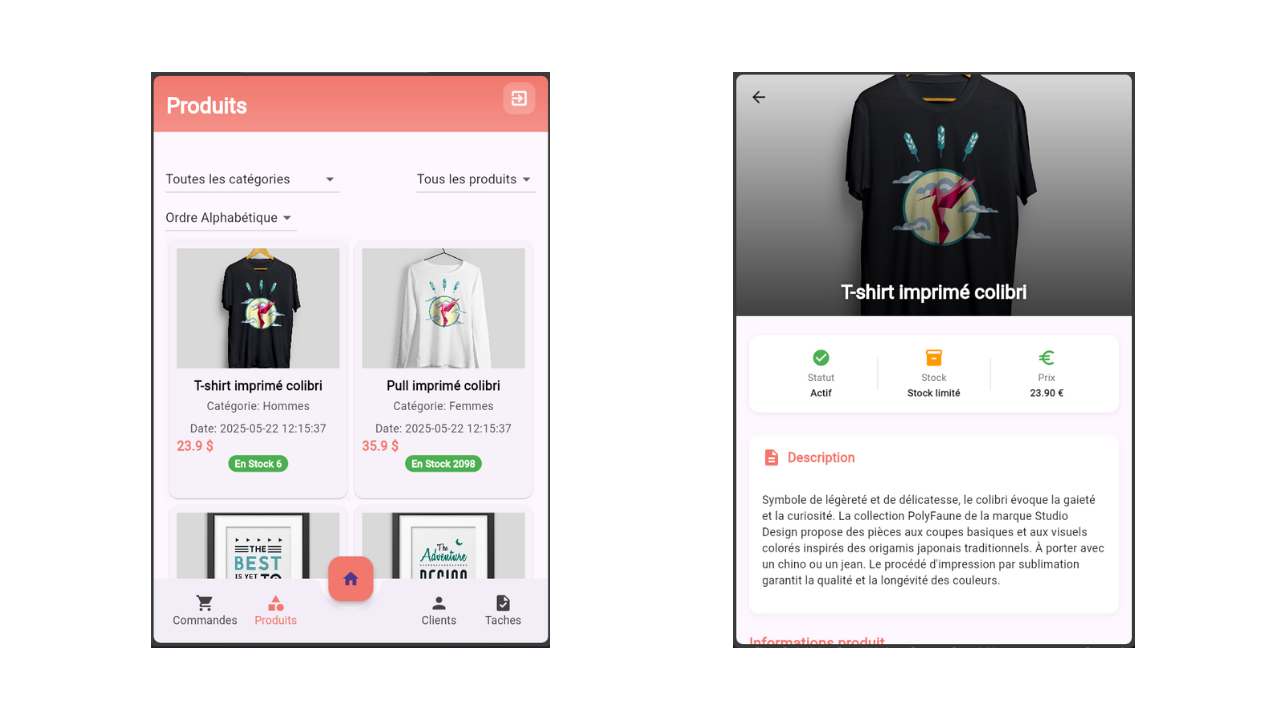 Produits
Toutes les catégories
Tous les produits
Ordre Alphabétique
T-shirt imprimé colibri
Catégorie: Hommes
Date: 2025-05-22 12:15:37
23.9 $
En Stock 6
Pull imprimé colibri
Catégorie: Femmes
Date: 2025-05-22 12:15:37
35.9 $
En Stock 2098
THE
BEST
IS YET TO
The
Adventure
BEGINS
Commandes
Produits
Clients
Taches
T-shirt imprimé colibri
Statut
Actif
Stock
Stock limité
Prix
23.90 €
Description
Symbole de légèreté et de délicatesse, le colibri évoque la gaieté
et la curiosité. La collection PolyFaune de la marque Studio
Design propose des pièces aux coupes basiques et aux visuels
colorés inspirés des origamis japonais traditionnels. À porter avec
un chino ou un jean. Le procédé d'impression par sublimation
garantit la qualité et la longévité des couleurs.
Informations produit